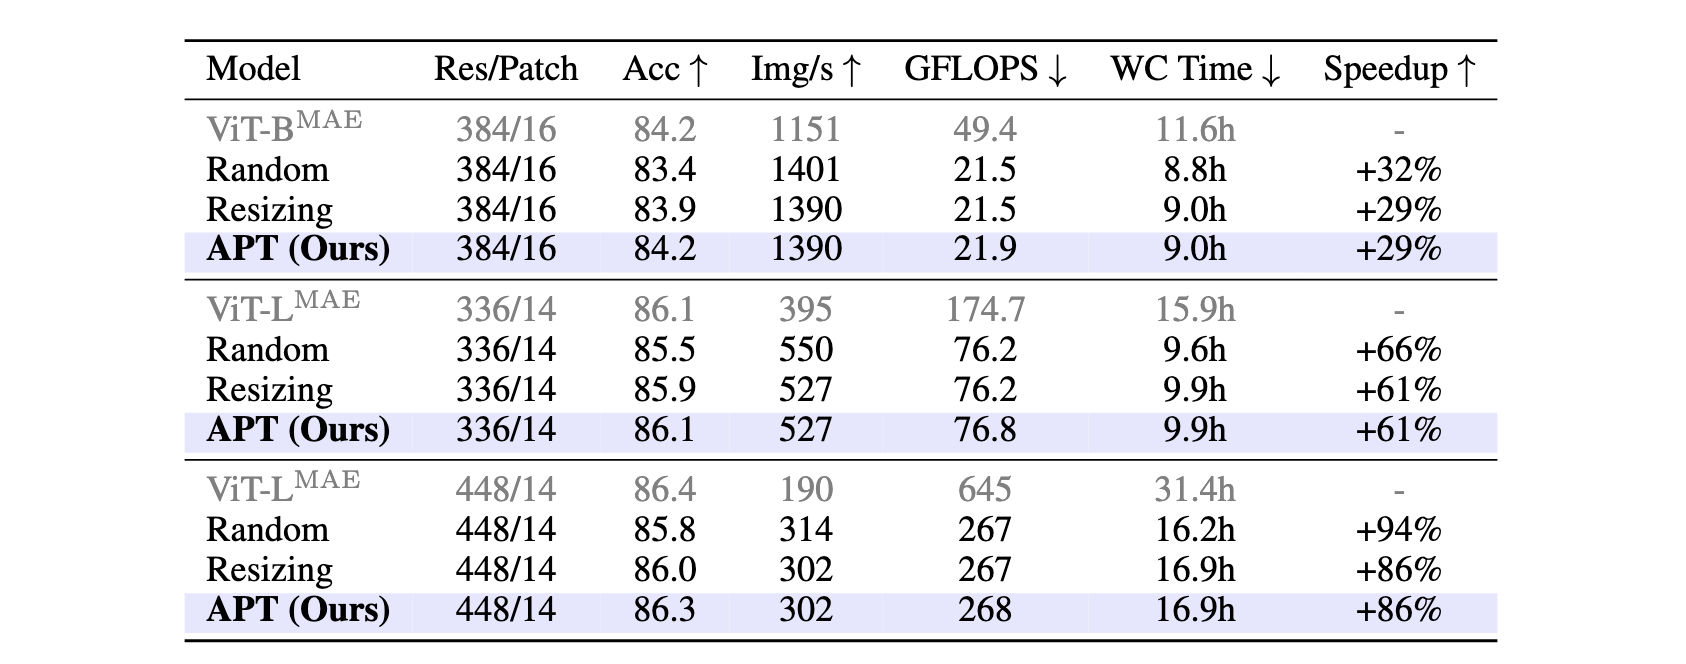 Model Res/Patch Acc ↑ Img/s ↑ GFLOPS ↓ WC Time ↓ Speedup ↑
ViT-B^MAE 384/16 84.2 1151 49.4 11.6h -
Random 384/16 83.4 1401 21.5 8.8h +32%
Resizing 384/16 83.9 1390 21.5 9.0h +29%
APT (Ours) 384/16 84.2 1390 21.9 9.0h +29%
ViT-L^MAE 336/14 86.1 395 174.7 15.9h -
Random 336/14 85.5 550 76.2 9.6h +66%
Resizing 336/14 85.9 527 76.2 9.9h +61%
APT (Ours) 336/14 86.1 527 76.8 9.9h +61%
ViT-L^MAE 448/14 86.4 190 645 31.4h -
Random 448/14 85.8 314 267 16.2h +94%
Resizing 448/14 86.0 302 267 16.9h +86%
APT (Ours) 448/14 86.3 302 268 16.9h +86%